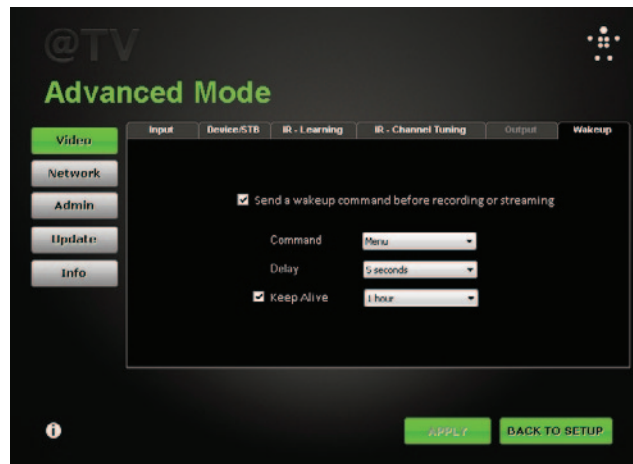 @TV
Advanced Mode
Input Device/STB IR - Learning IR - Channel Tuning Output Wakeup
Video
Network
Admin
Update
Info
Send a wakeup command before recording or streaming
Command Menu
Delay 5 seconds
Keep Alive 1 hour
i
APPLY BACK TO SETUP